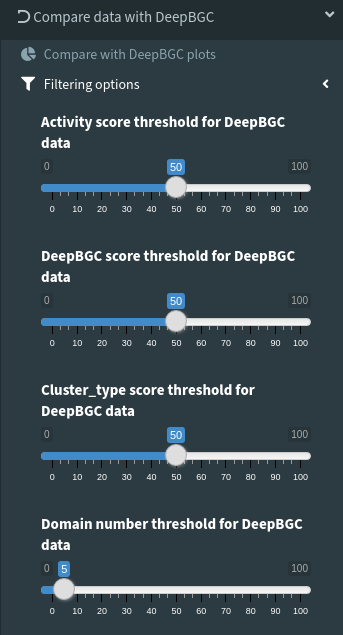 Compare data with DeepBGC
Compare with DeepBGC plots
Filtering options
Activity score threshold for DeepBGC
data
0 50 100
0 10 20 30 40 50 60 70 80 90 100
DeepBGC score threshold for DeepBGC
data
0 50 100
0 10 20 30 40 50 60 70 80 90 100
Cluster_type score threshold for
DeepBGC data
0 50 100
0 10 20 30 40 50 60 70 80 90 100
Domain number threshold for DeepBGC
data
0 5 100
0 10 20 30 40 50 60 70 80 90 100